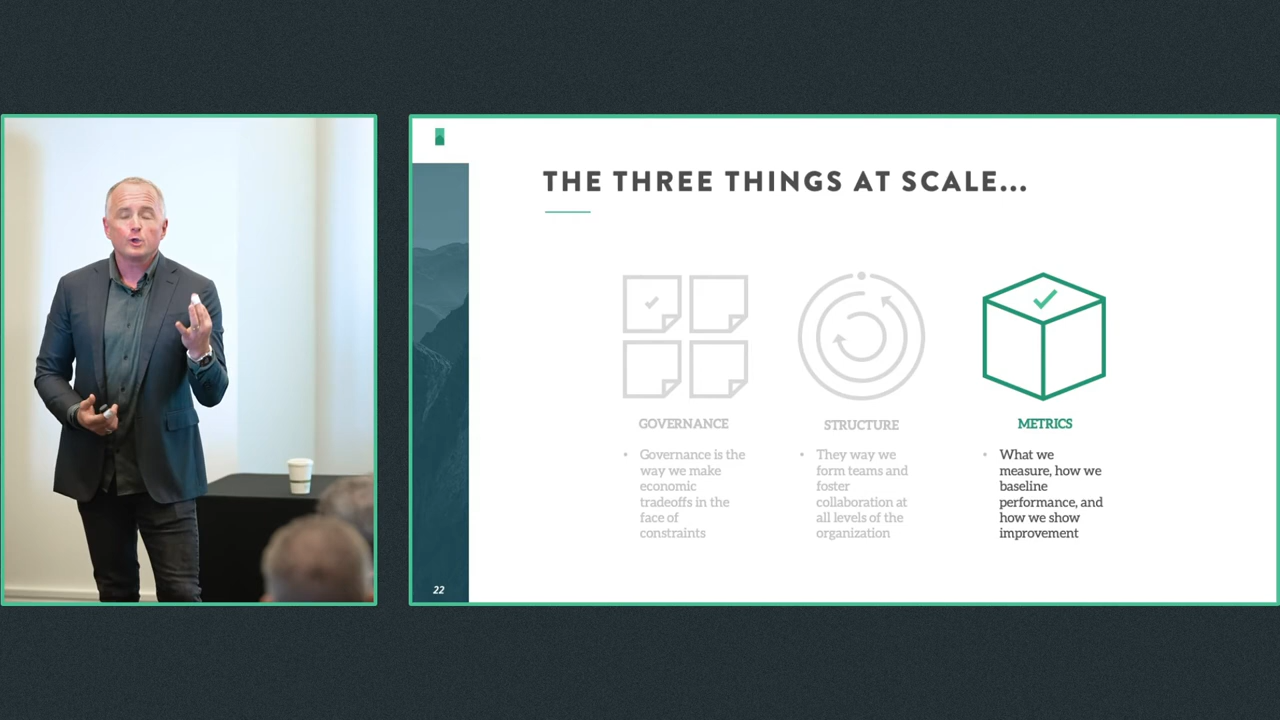 THE THREE THINGS AT SCALE...
GOVERNANCE
• Governance is the
way we make
economic
tradeoffs in the
face of
constraints
STRUCTURE
• They way we
form teams and
foster
collaboration at
all levels of the
organization
METRICS
• What we
measure, how we
baseline
performance, and
how we show
improvement
22